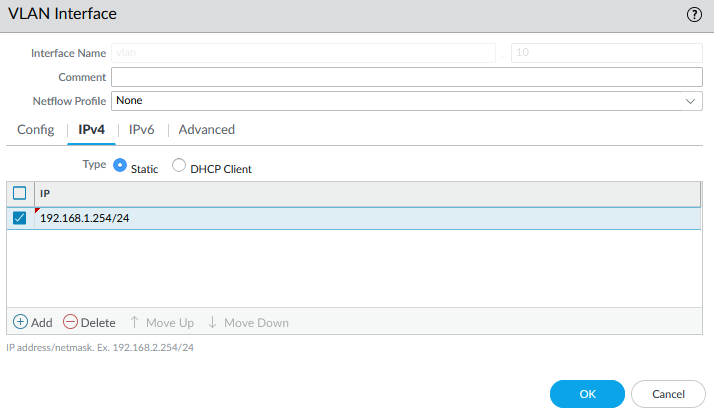 VLAN Interface
Interface Name vlan . 10
Comment
Netflow Profile None
Config IPv4 IPv6 Advanced
Type Static DHCP Client
IP
192.168.1.254/24
Add Delete Move Up Move Down
IP address/netmask. Ex. 192.168.2.254/24
OK Cancel